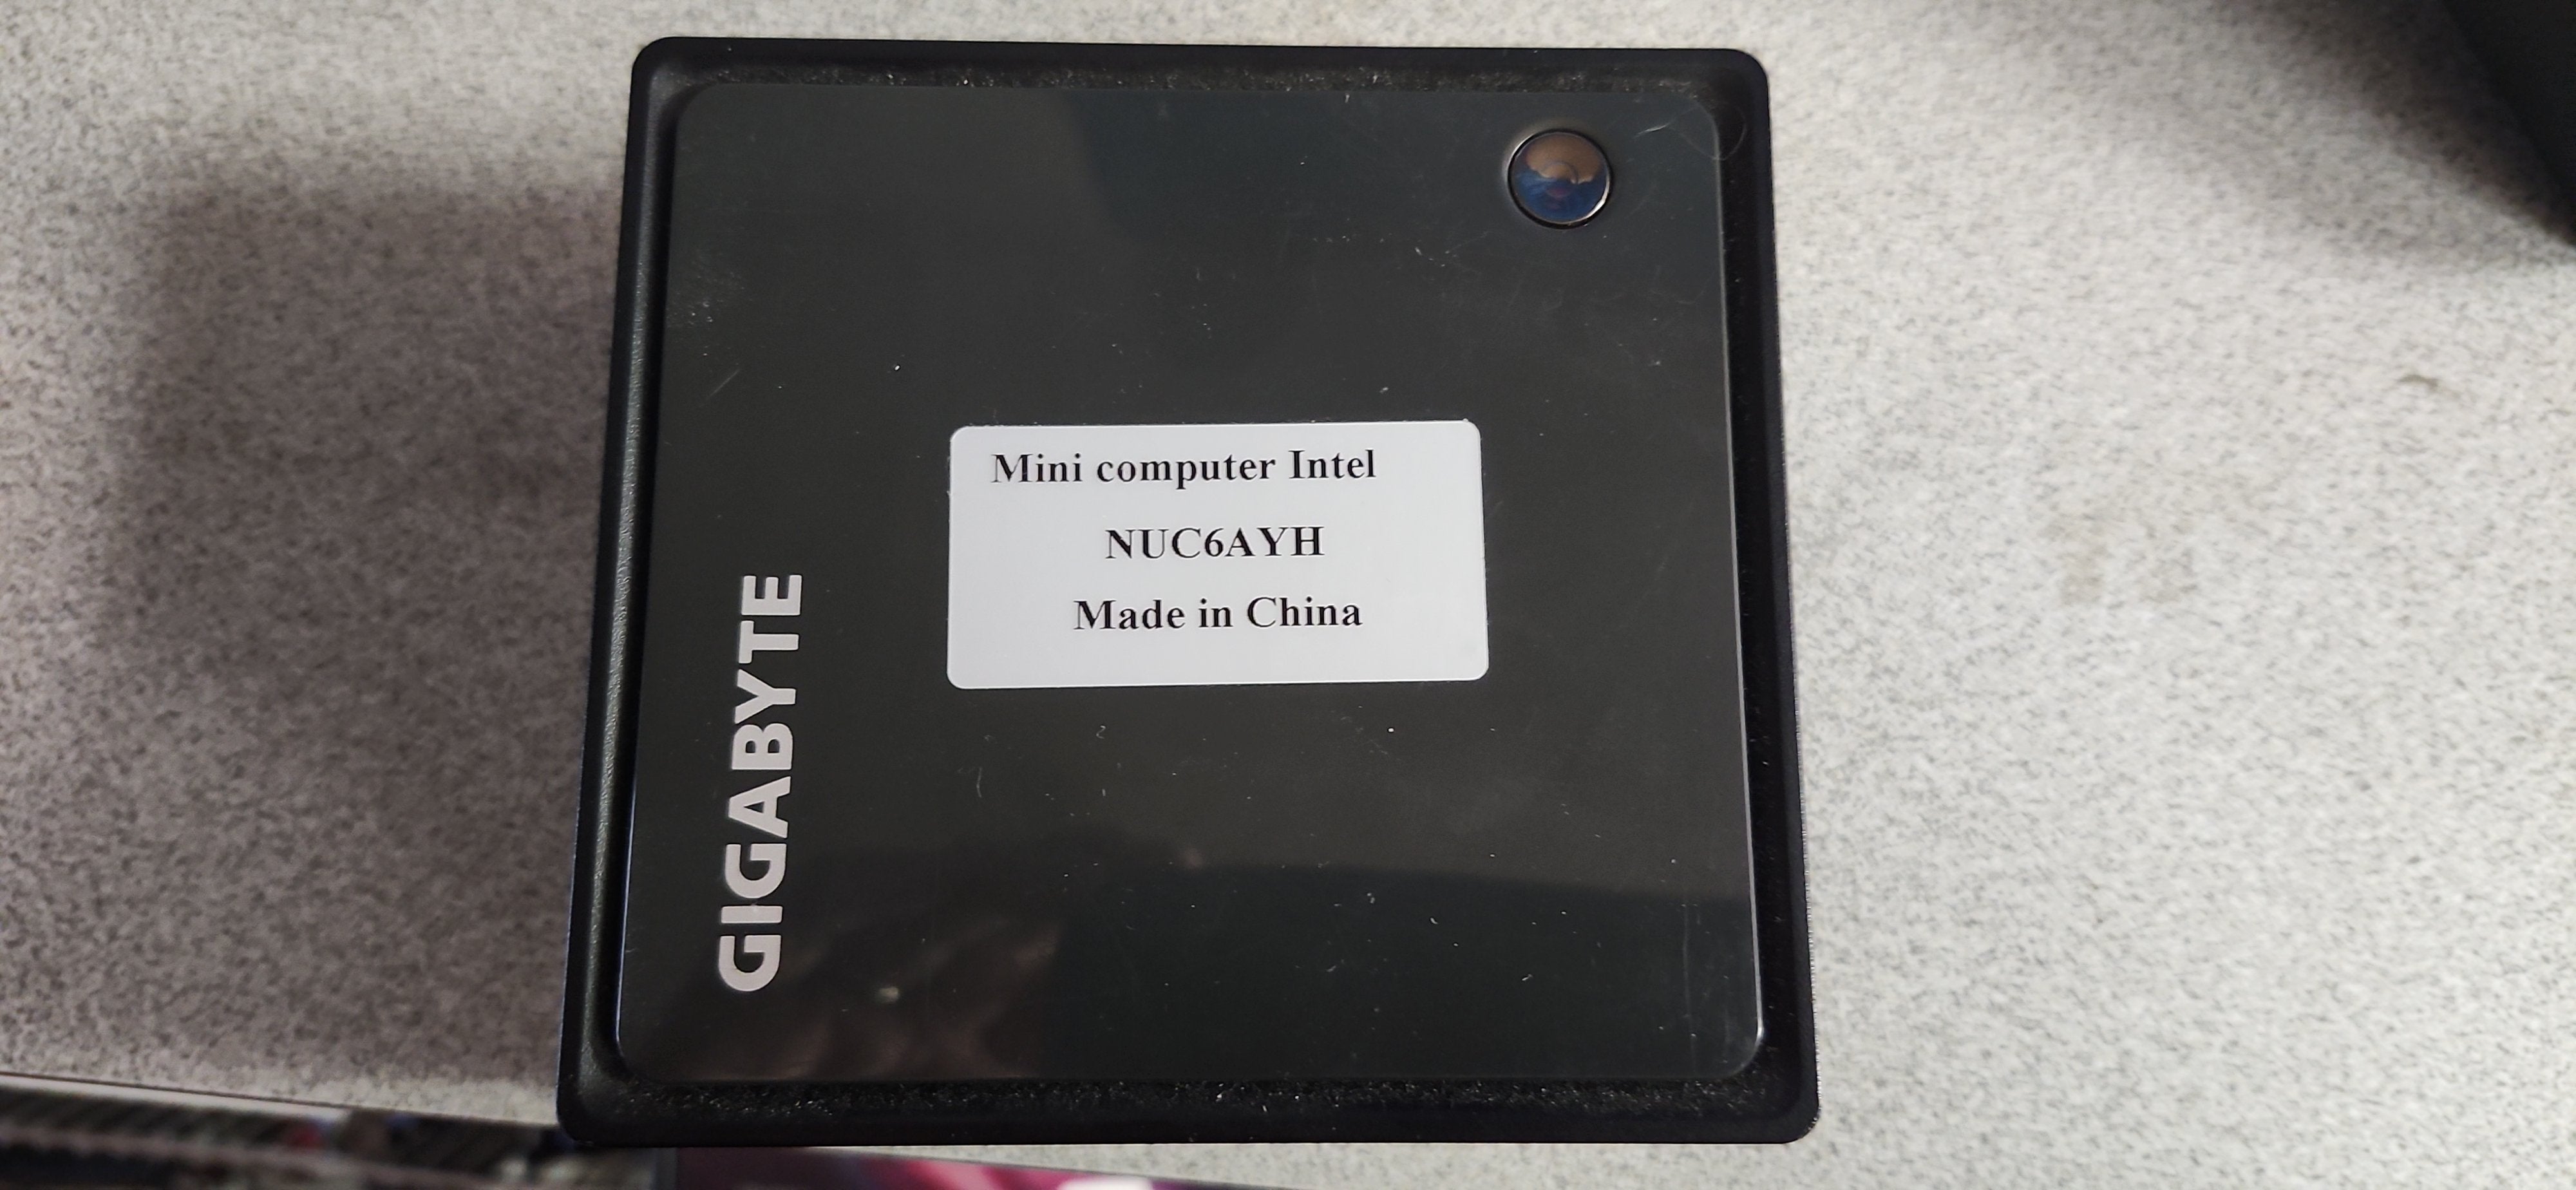 GIGABYTE
Mini computer Intel
NUC6AYH
Made in China